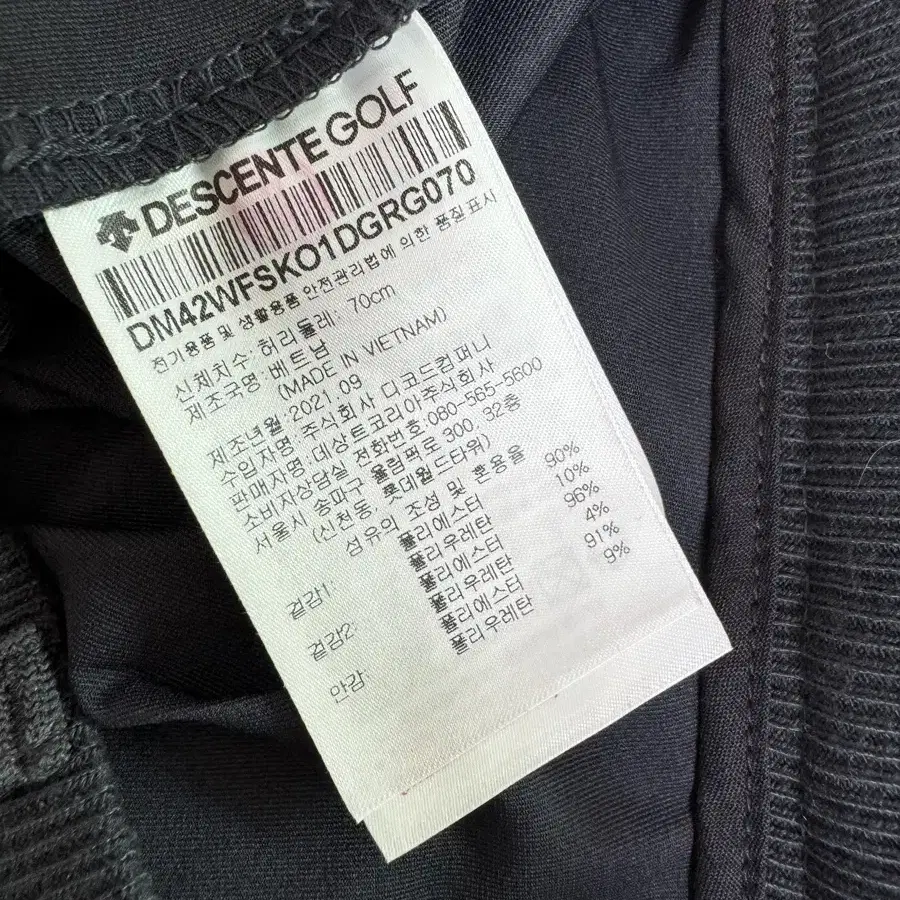 DESCENTE GOLF
DM42WFSKO1DGRG070
전기용품 및 생활용품 안전관리법에 의한 품질표시
신체치수: 허리둘레: 70cm
제조국명: 베트남
(MADE IN VIETNAM)
제조년월: 2021.09
수입자명: 주식회사 디코드컴퍼니
판매자명: 데상트코리아주식회사
소비자상담실 전화번호: 080-565-5600
서울시 송파구 올림픽로 300, 32층
(신천동, 롯데월드타워)
섬유의 조성 및 혼용율
겉감1: 폴리에스터 90%
폴리우레탄 10%
겉감2: 폴리에스터 96%
폴리우레탄 4%
안감: 폴리에스터 91%
폴리우레탄 9%